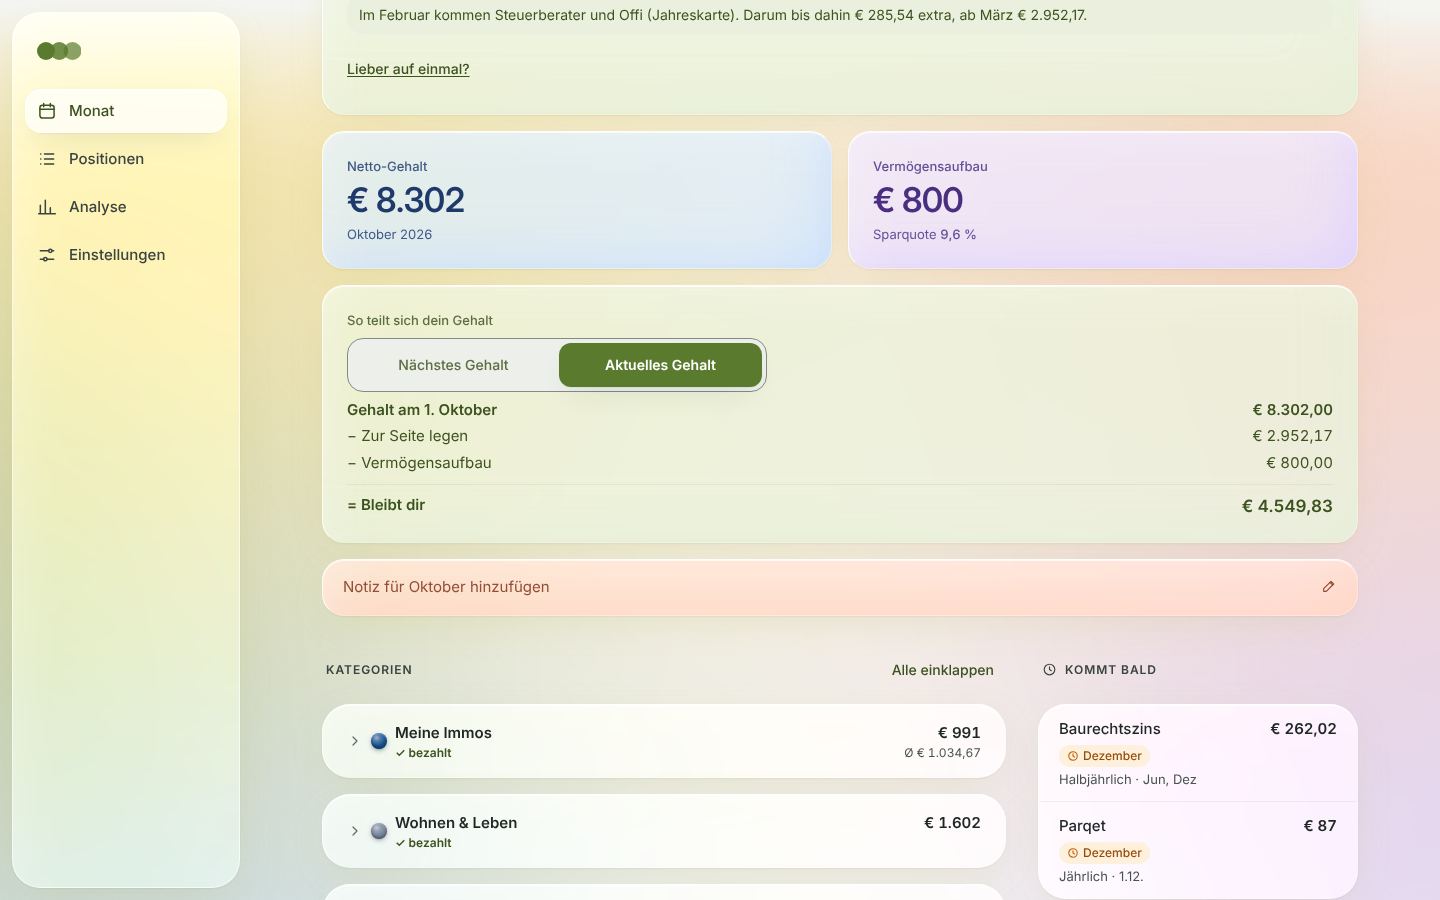 Im Februar kommen Steuerberater und Offi (Jahreskarte). Darum bis dahin € 285,54 extra, ab März € 2.952,17.
Lieber auf einmal?
Monat
Positionen
Analyse
Einstellungen
Netto-Gehalt
€ 8.302
Oktober 2026
Vermögensaufbau
€ 800
Sparquote 9,6 %
So teilt sich dein Gehalt
Nächstes Gehalt
Aktuelles Gehalt
Gehalt am 1. Oktober € 8.302,00
− Zur Seite legen € 2.952,17
− Vermögensaufbau € 800,00
= Bleibt dir € 4.549,83
Notiz für Oktober hinzufügen
KATEGORIEN
Alle einklappen
Meine Immos € 991
✓ bezahlt Ø € 1.034,67
Wohnen & Leben € 1.602
✓ bezahlt
KOMMT BALD
Baurechtszins € 262,02
Dezember
Halbjährlich · Jun, Dez
Parqet € 87
Dezember
Jährlich · 1.12.